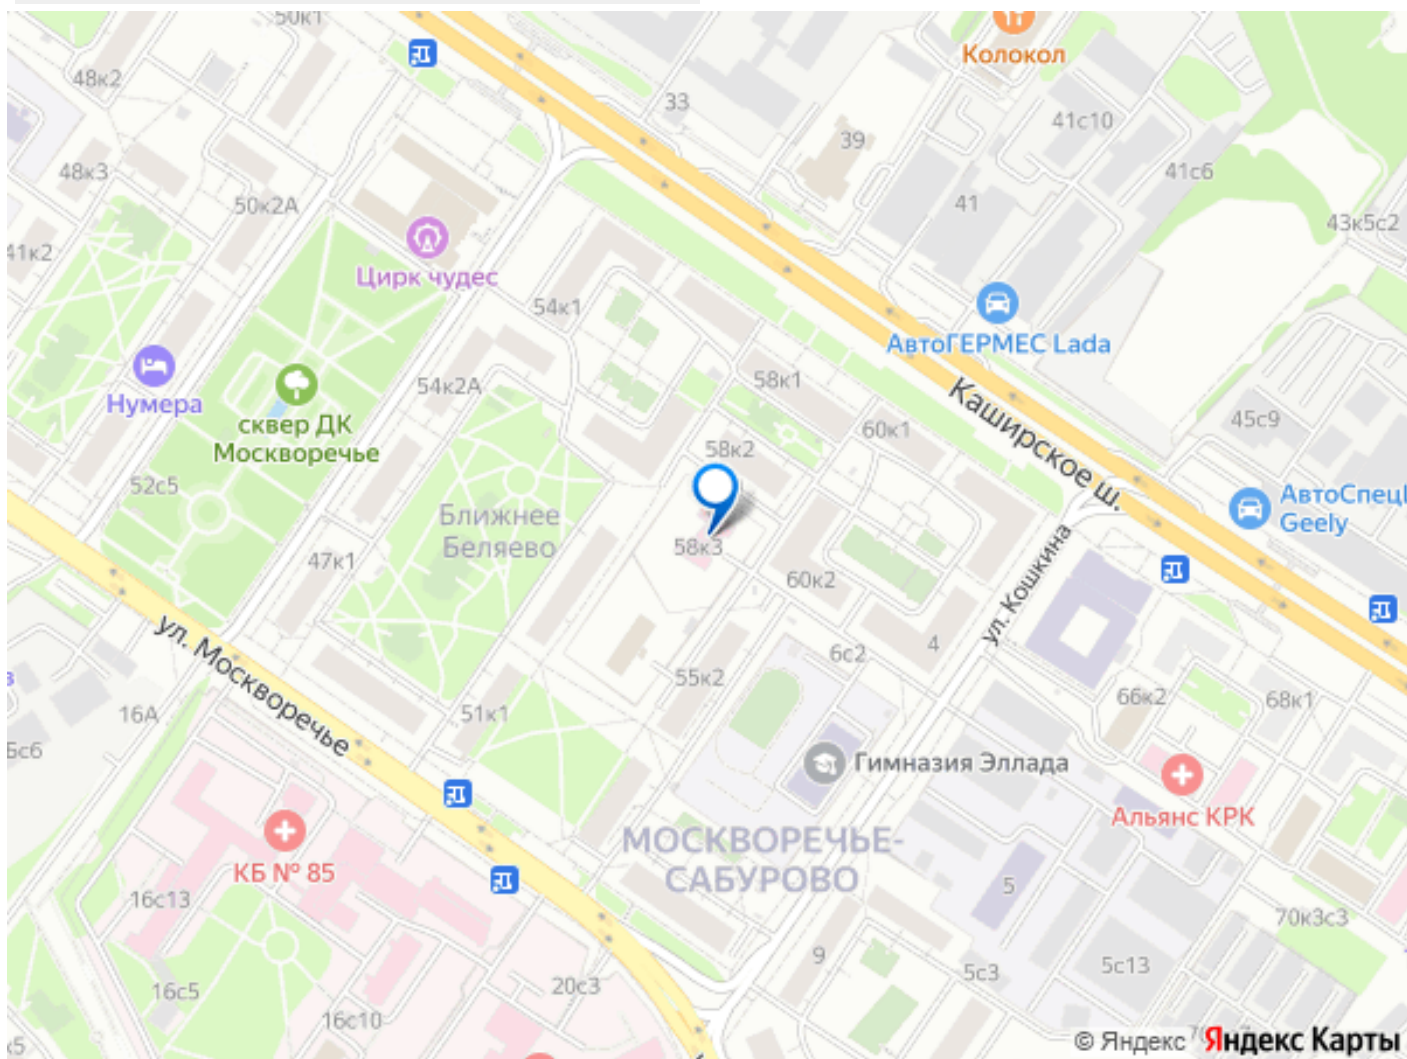 50к1
Колокол
48к2
33
41с10
39
48к3
41с6
50к2А
41
43к5с2
41к2
Цирк чудес
54к1
АвтоГЕРМЕС Lada
58к1
54к2А
Нумера
сквер ДК
Москворечье
Каширское ш.
45с9
60к1
58к2
52с5
АвтоСпец
Geely
Ближнее
Беляево
58к3
47к1
60к2
ул. Кошкина
ул. Москворечье
6с2
4
55к2
66к2
68к1
16А
51к1
Гимназия Эллада
Альянс КРК
МОСКВОРЕЧЬЕ-
САБУРОВО
КБ № 85
16с13
5
70к3с3
9
5с3
5с13
16с5
20с3
16с10
© Яндекс
Яндекс Карты